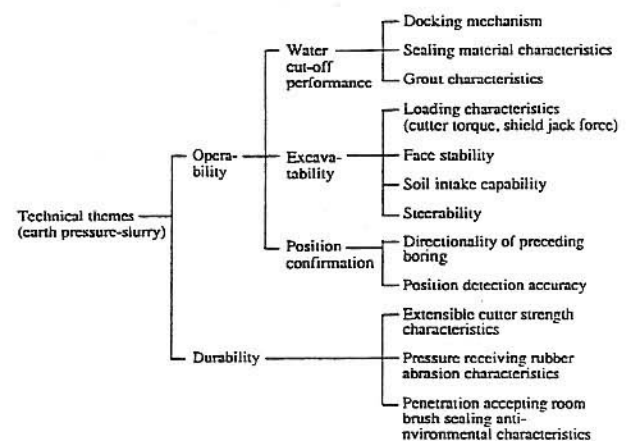 Technical themes
(earth pressure-slurry)
Opera-
bility
Water
cut-off
performance
Docking mechanism
Sealing material characteristics
Grout characteristics
Excava-
tability
Loading characteristics
(cutter torque, shield jack force)
Face stability
Soil intake capability
Steerability
Position
confirmation
Directionality of preceding
boring
Position detection accuracy
Durability
Extensible cutter strength
characteristics
Pressure receiving rubber
abrasion characteristics
Penetration accepting room
brush sealing anti-
nvironmental characteristics